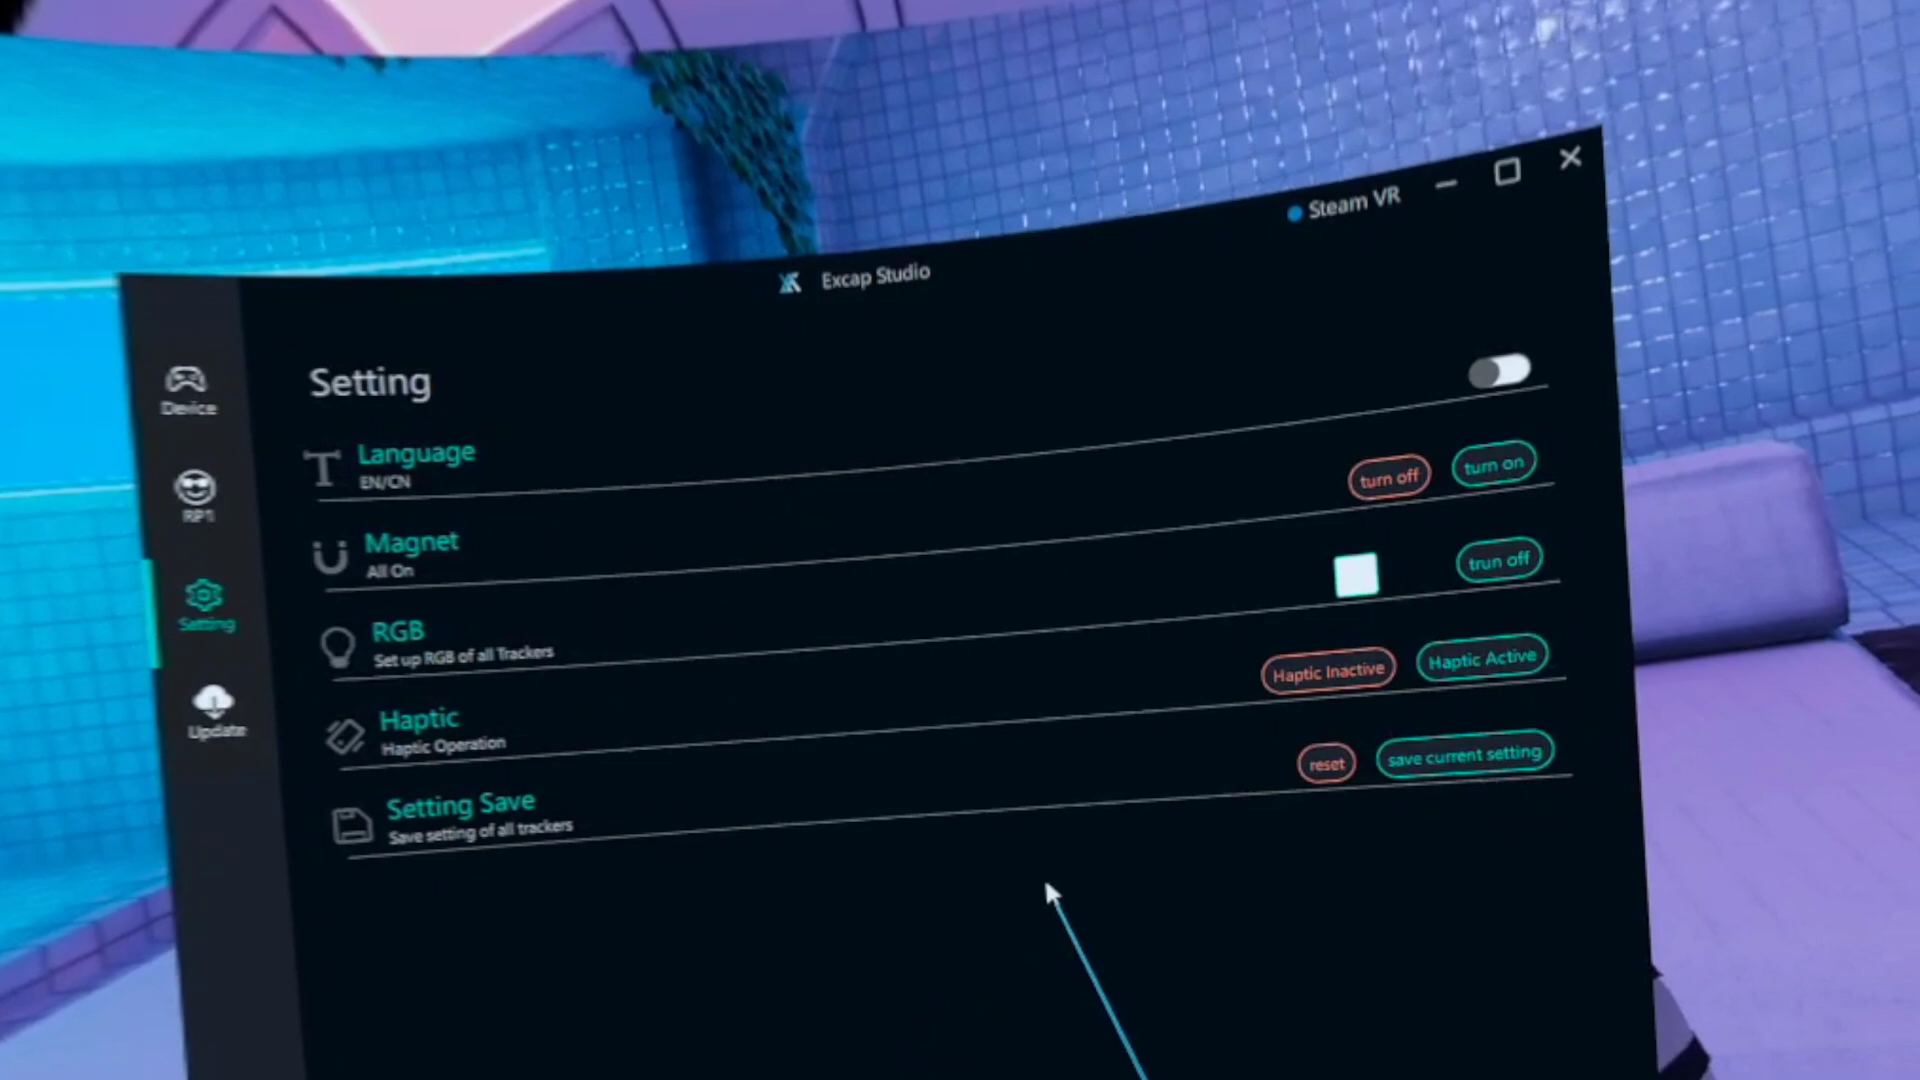 Steam VR
Excap Studio
Device
RP1
Setting
Update
Setting
Language
EN/CN
Magnet
All On
turn off
turn on
RGB
Set up RGB of all Trackers
trun off
Haptic
Haptic Operation
Haptic Inactive
Haptic Active
Setting Save
Save setting of all trackers
reset
save current setting